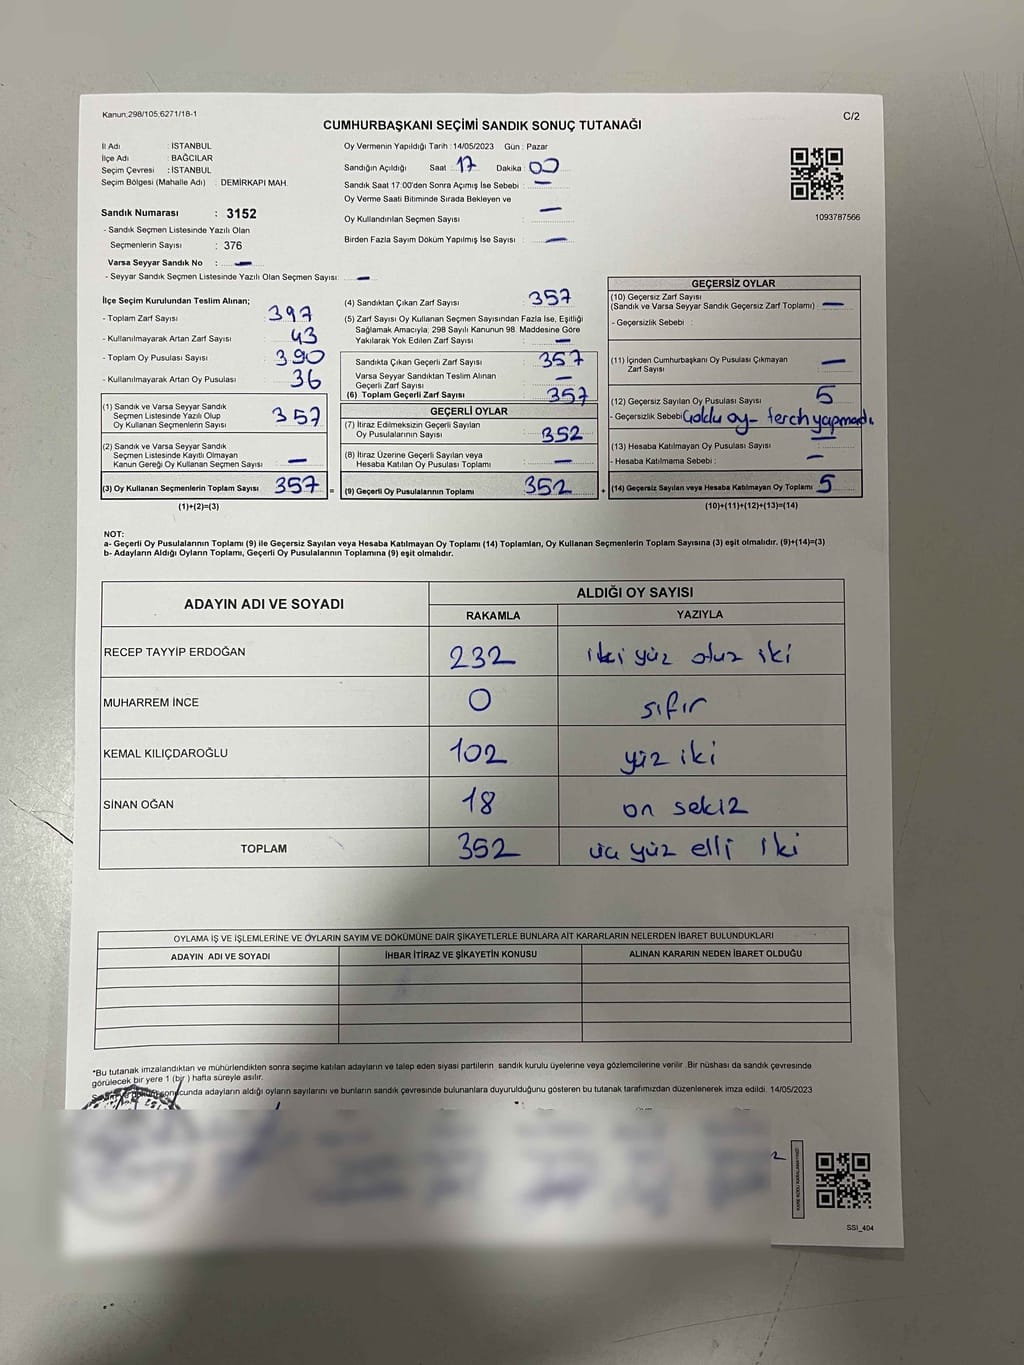 Kanun;298/105;6271/18-1
C/2
CUMHURBAŞKANI SEÇİMİ SANDIK SONUÇ TUTANAĞI
İl Adı : İSTANBUL
İlçe Adı : BAĞCILAR
Seçim Çevresi : İSTANBUL
Seçim Bölgesi (Mahalle Adı) : DEMİRKAPI MAH.
Sandık Numarası : 3152
- Sandık Seçmen Listesinde Yazılı Olan
Seçmenlerin Sayısı : 376
Varsa Seyyar Sandık No : —
- Seyyar Sandık Seçmen Listesinde Yazılı Olan Seçmen Sayısı: —
Oy Vermenin Yapıldığı Tarih : 14/05/2023 Gün : Pazar
Sandığın Açıldığı Saat : 17 Dakika : 00
Sandık Saat 17:00'den Sonra Açımış İse Sebebi : —
Oy Verme Saati Bitiminde Sırada Bekleyen ve
Oy Kullandırılan Seçmen Sayısı : —
Birden Fazla Sayım Döküm Yapılmış İse Sayısı : —
1093787566
İlçe Seçim Kurulundan Teslim Alınan;
- Toplam Zarf Sayısı : 397
- Kullanılmayarak Artan Zarf Sayısı : 43
- Toplam Oy Pusulası Sayısı : 390
- Kullanılmayarak Artan Oy Pusulası : 36
(1) Sandık ve Varsa Seyyar Sandık
Seçmen Listesinde Yazılı Olup
Oy Kullanan Seçmenlerin Sayısı : 357
(2) Sandık ve Varsa Seyyar Sandık
Seçmen Listesinde Kayıtlı Olmayan
Kanun Gereği Oy Kullanan Seçmen Sayısı : —
(3) Oy Kullanan Seçmenlerin Toplam Sayısı : 357
(1)+(2)=(3)
(4) Sandıktan Çıkan Zarf Sayısı : 357
(5) Zarf Sayısı Oy Kullanan Seçmen Sayısından Fazla İse, Eşitliği
Sağlamak Amacıyla; 298 Sayılı Kanunun 98. Maddesine Göre
Yakılarak Yok Edilen Zarf Sayısı : —
Sandıkta Çıkan Geçerli Zarf Sayısı : 357
Varsa Seyyar Sandıktan Teslim Alınan
Geçerli Zarf Sayısı : —
(6) Toplam Geçerli Zarf Sayısı : 357
GEÇERLİ OYLAR
(7) İtiraz Edilmeksizin Geçerli Sayılan
Oy Pusulalarının Sayısı : 352
(8) İtiraz Üzerine Geçerli Sayılan veya
Hesaba Katılan Oy Pusulası Toplamı : —
= (9) Geçerli Oy Pusulalarının Toplamı : 352
GEÇERSİZ OYLAR
(10) Geçersiz Zarf Sayısı
(Sandık ve Varsa Seyyar Sandık Geçersiz Zarf Toplamı) : —
- Geçersizlik Sebebi :
(11) İçinden Cumhurbaşkanı Oy Pusulası Çıkmayan
Zarf Sayısı : —
(12) Geçersiz Sayılan Oy Pusulası Sayısı : 5
- Geçersizlik Sebebi : oy – terch yapmadı.
(13) Hesaba Katılmayan Oy Pusulası Sayısı : —
- Hesaba Katılmama Sebebi : —
+ (14) Geçersiz Sayılan veya Hesaba Katılmayan Oy Toplamı : 5
(10)+(11)+(12)+(13)=(14)
NOT:
a- Geçerli Oy Pusulalarının Toplamı (9) ile Geçersiz Sayılan veya Hesaba Katılmayan Oy Toplamı (14) Toplamları, Oy Kullanan Seçmenlerin Toplam Sayısına (3) eşit olmalıdır. (9)+(14)=(3)
b- Adayların Aldığı Oyların Toplamı, Geçerli Oy Pusulalarının Toplamına (9) eşit olmalıdır.
ADAYIN ADI VE SOYADI
ALDIĞI OY SAYISI
RAKAMLA YAZIYLA
RECEP TAYYİP ERDOĞAN 232 iki yüz otuz iki
MUHARREM İNCE 0 sıfır
KEMAL KILIÇDAROĞLU 102 yüz iki
SİNAN OĞAN 18 on sekiz
TOPLAM 352 üç yüz elli iki
OYLAMA İŞ VE İŞLEMLERİNE VE OYLARIN SAYIM VE DÖKÜMÜNE DAİR ŞİKAYETLERLE BUNLARA AİT KARARLARIN NELERDEN İBARET BULUNDUKLARI
ADAYIN ADI VE SOYADI İHBAR İTİRAZ VE ŞİKAYETİN KONUSU ALINAN KARARIN NEDEN İBARET OLDUĞU
*Bu tutanak imzalandıktan ve mühürlendikten sonra seçime katılan adayların ve talep eden siyasi partilerin sandık kurulu üyelerine veya gözlemcilerine verilir. Bir nüshası da sandık çevresinde
görülecek bir yere 1 (bir ) hafta süreyle asılır.
sonucunda adayların aldığı oyların sayılarını ve bunların sandık çevresinde bulunanlara duyurulduğunu gösteren bu tutanak tarafımızdan düzenlenerek imza edildi. 14/05/2023
SSI_404